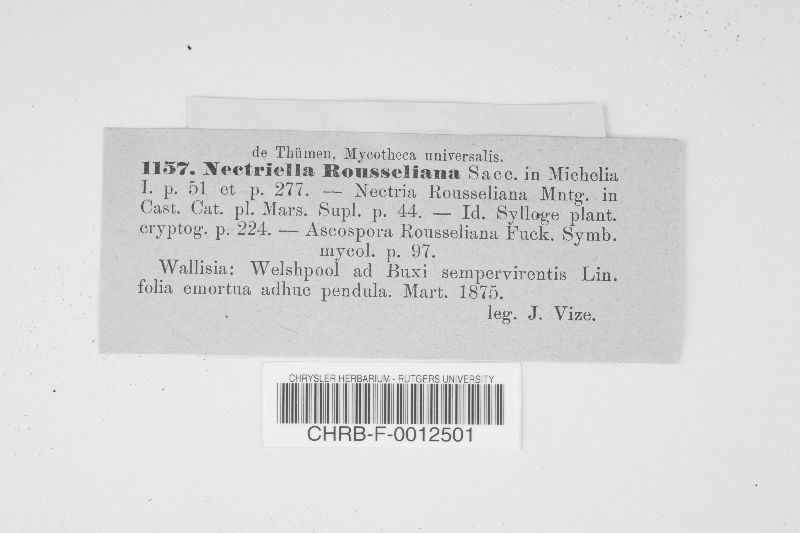 de Thümen, Mycotheca universalis.
1157. Nectriella Rousseliana Sacc. in Michelia
I. p. 51 et p. 277. — Nectria Rousseliana Mntg. in
Cast. Cat. pl. Mars. Supl. p. 44. — Id. Sylloge plant.
cryptog. p. 224. — Ascospora Rousseliana Fuck. Symb.
mycol. p. 97.
Wallisia: Welshpool ad Buxi sempervirentis Lin.
folia emortua adhuc pendula. Mart. 1875.
leg. J. Vize.
CHRYSLER HERBARIUM - RUTGERS UNIVERSITY
CHRB-F-0012501